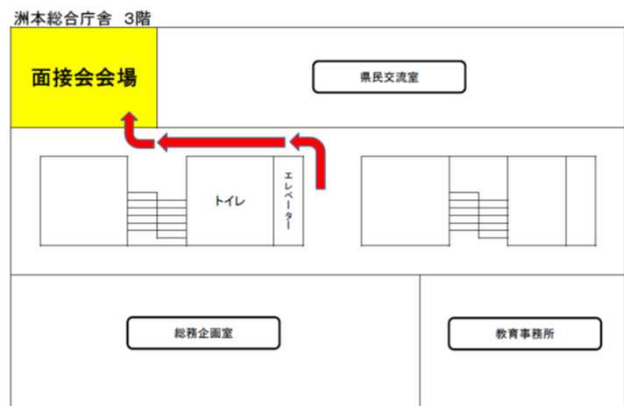 洲本総合庁舎 3階
面接会会場
県民交流室
トイレ
エレベーター
総務企画室
教育事務所